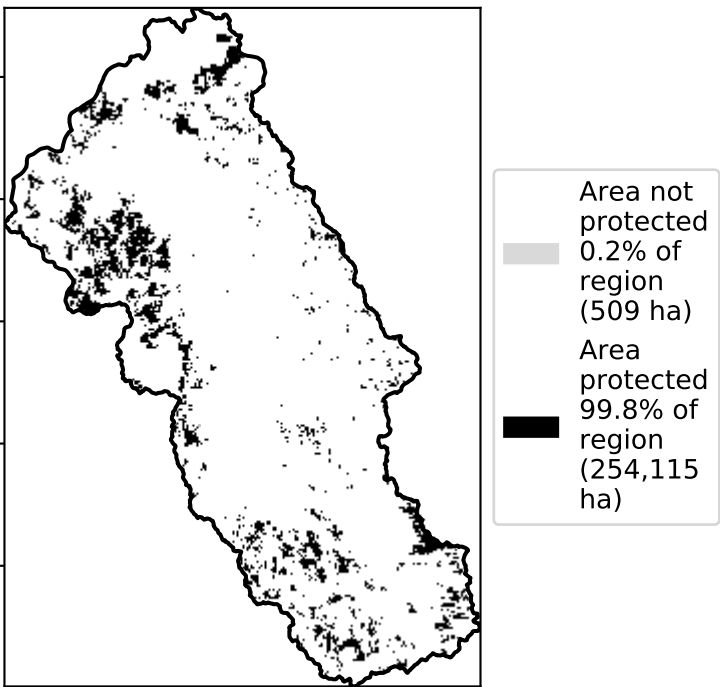 Area not
protected
0.2% of
region
(509 ha)
Area
protected
99.8% of
region
(254,115
ha)